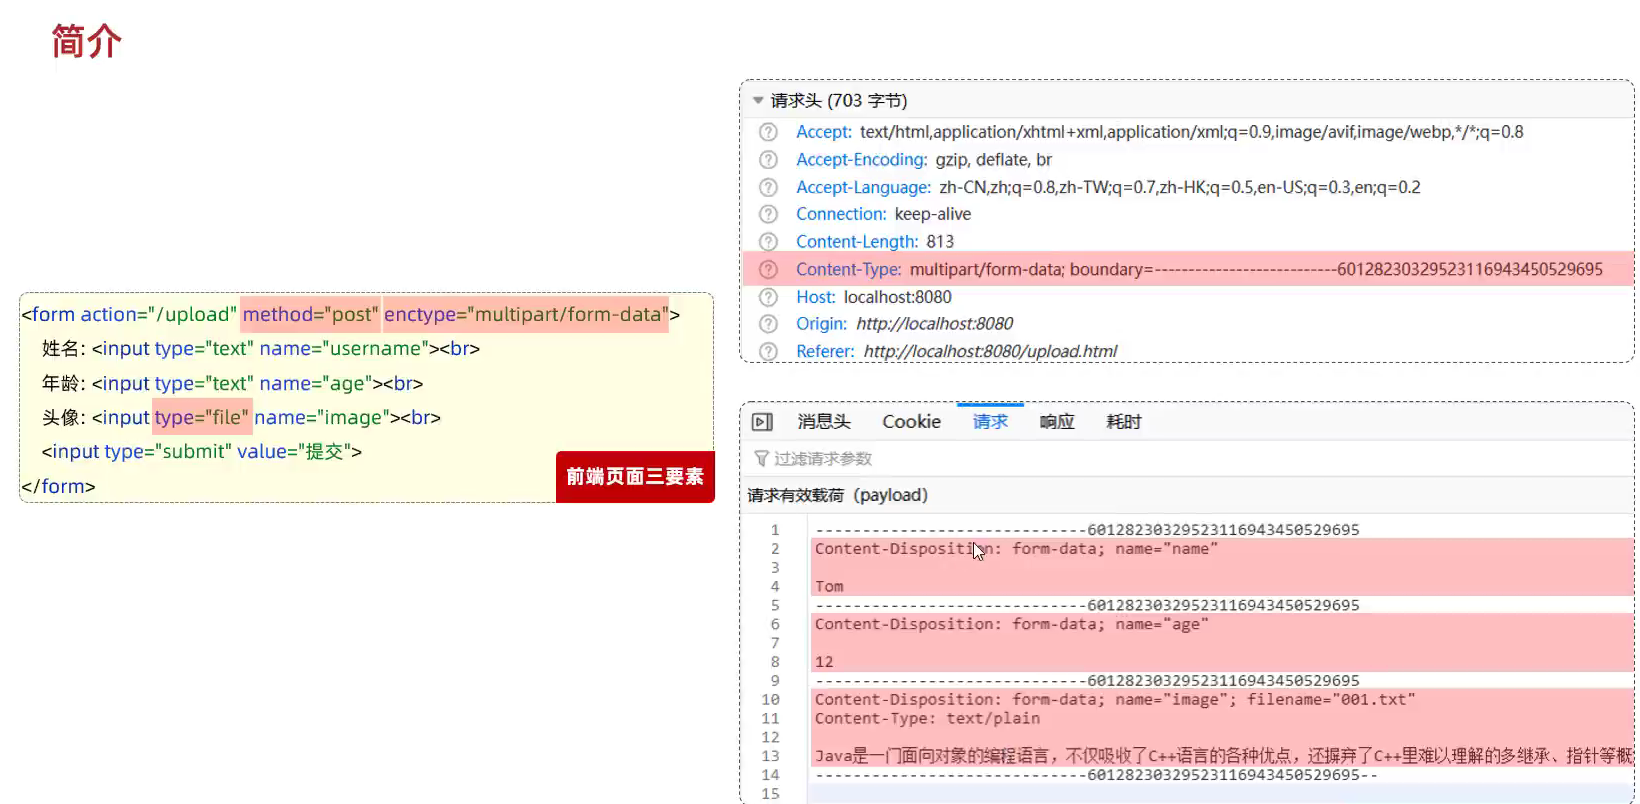 简介
<form action="/upload" method="post" enctype="multipart/form-data">
姓名: <input type="text" name="username"><br>
年龄: <input type="text" name="age"><br>
头像: <input type="file" name="image"><br>
<input type="submit" value="提交">
</form>
前端页面三要素
请求头 (703 字节)
Accept: text/html,application/xhtml+xml,application/xml;q=0.9,image/avif,image/webp,*/*;q=0.8
Accept-Encoding: gzip, deflate, br
Accept-Language: zh-CN,zh;q=0.8,zh-TW;q=0.7,zh-HK;q=0.5,en-US;q=0.3,en;q=0.2
Connection: keep-alive
Content-Length: 813
Content-Type: multipart/form-data; boundary=---------------------------60128230329523116943450529695
Host: localhost:8080
Origin: http://localhost:8080
Referer: http://localhost:8080/upload.html
消息头 Cookie 请求 响应 耗时
过滤请求参数
请求有效载荷 (payload)
1 -----------------------------60128230329523116943450529695
2 Content-Disposition: form-data; name="name"
3
4 Tom
5 -----------------------------60128230329523116943450529695
6 Content-Disposition: form-data; name="age"
7
8 12
9 -----------------------------60128230329523116943450529695
10 Content-Disposition: form-data; name="image"; filename="001.txt"
11 Content-Type: text/plain
12
13 Java是一门面向对象的编程语言，不仅吸收了C++语言的各种优点，还摒弃了C++里难以理解的多继承、指针等概
14 -----------------------------60128230329523116943450529695--
15